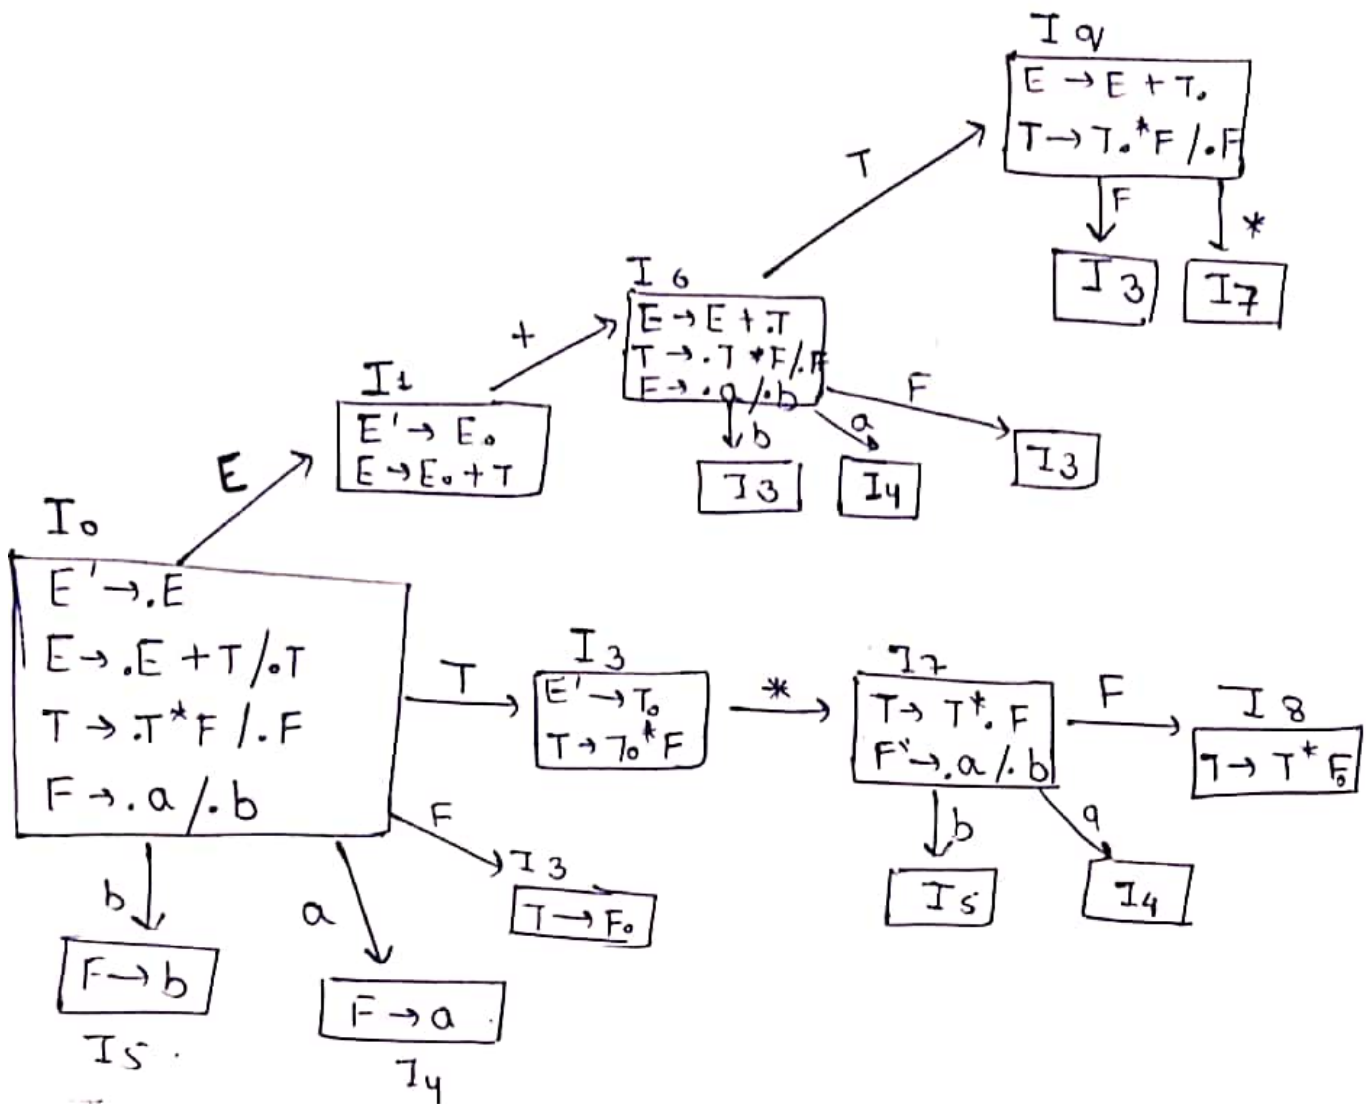 I9
E → E + T.
T → T.*F /.F
T
F
*
I3
I7
I6
E → E + .T
T → .T *F/.F
F → .a /.b
+
F
b
a
I3
I4
I3
I1
E' → E.
E → E. + T
E
I0
E' → .E
E → .E + T /.T
T → .T*F /.F
F → .a /.b
T
I3
E' → T.
T → T.*F
*
I7
T → T*.F
F → .a /.b
F
I8
T → T*F.
b
a
I5
I4
F
I3
T → F.
b
F → b
I5
a
F → a
I4